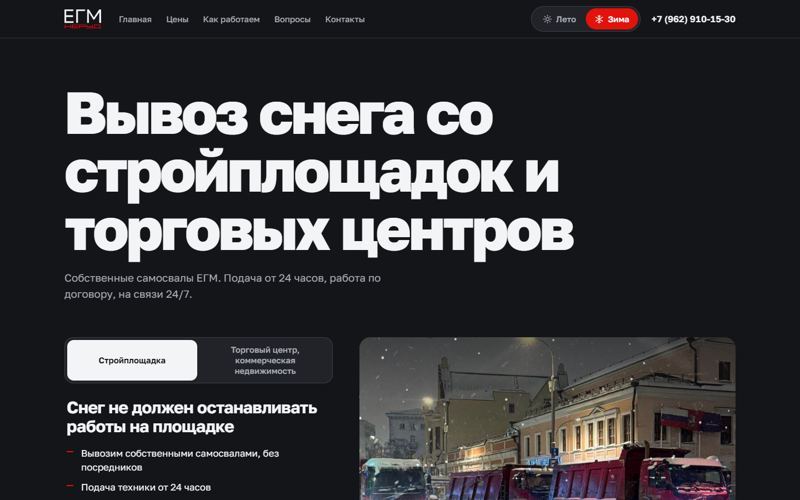 ЕГМ
НЕРУД
Главная
Цены
Как работаем
Вопросы
Контакты
Лето
Зима
+7 (962) 910-15-30
Вывоз снега со
стройплощадок и
торговых центров
Собственные самосвалы ЕГМ. Подача от 24 часов, работа по
договору, на связи 24/7.
Стройплощадка
Торговый центр,
коммерческая
недвижимость
Снег не должен останавливать
работы на площадке
Вывозим собственными самосвалами, без
посредников
Подача техники от 24 часов